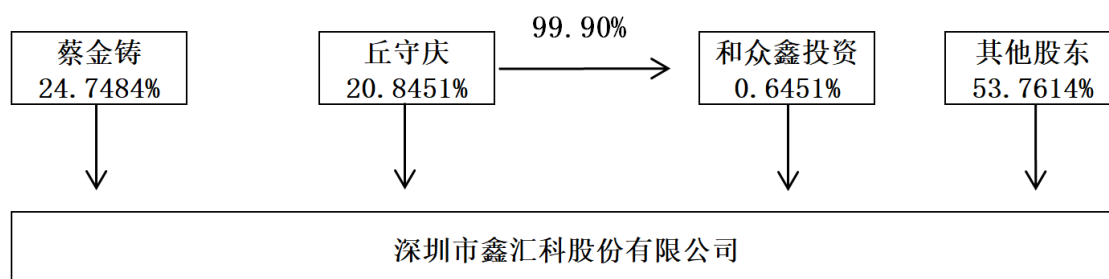 99.90%
蔡金铸
24.7484%
丘守庆
20.8451%
和众鑫投资
0.6451%
其他股东
53.7614%
深圳市鑫汇科股份有限公司